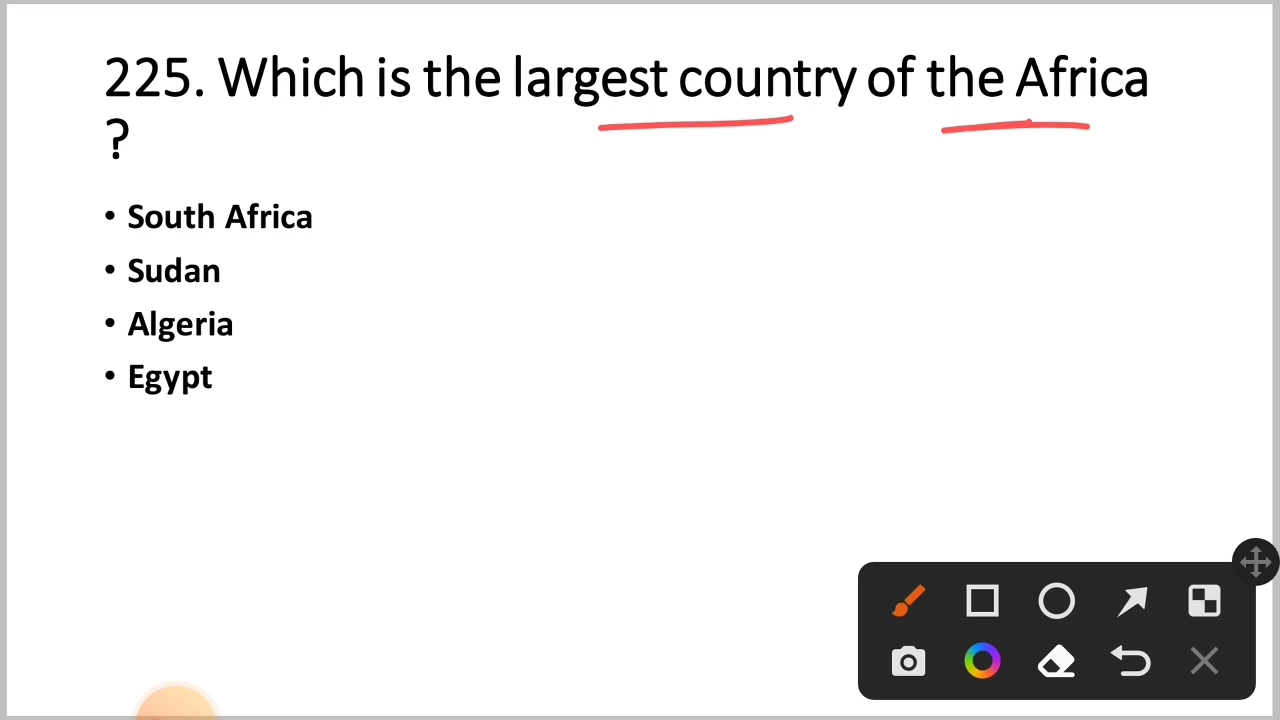 225. Which is the largest country of the Africa
?
• South Africa
• Sudan
• Algeria
• Egypt